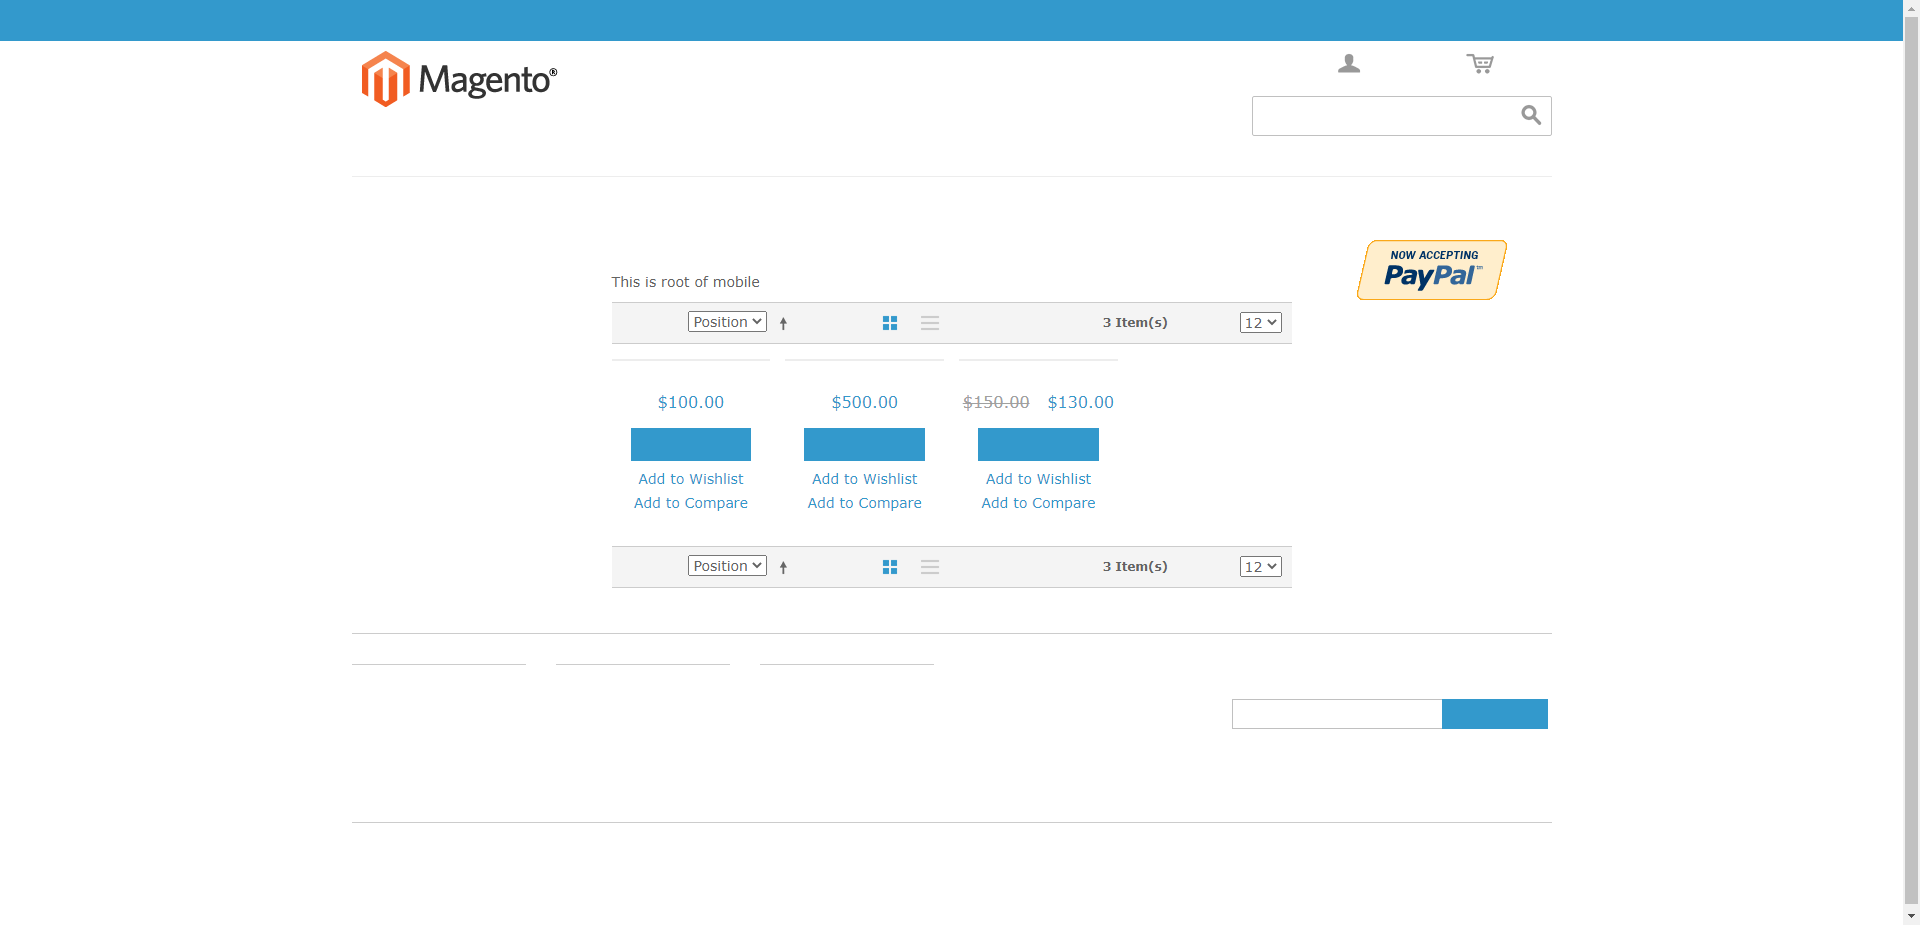 Magento®
NOW ACCEPTING
PayPal™
This is root of mobile
Position
3 Item(s)
12
$100.00
$500.00
$150.00 $130.00
Add to Wishlist
Add to Wishlist
Add to Wishlist
Add to Compare
Add to Compare
Add to Compare
Position
3 Item(s)
12